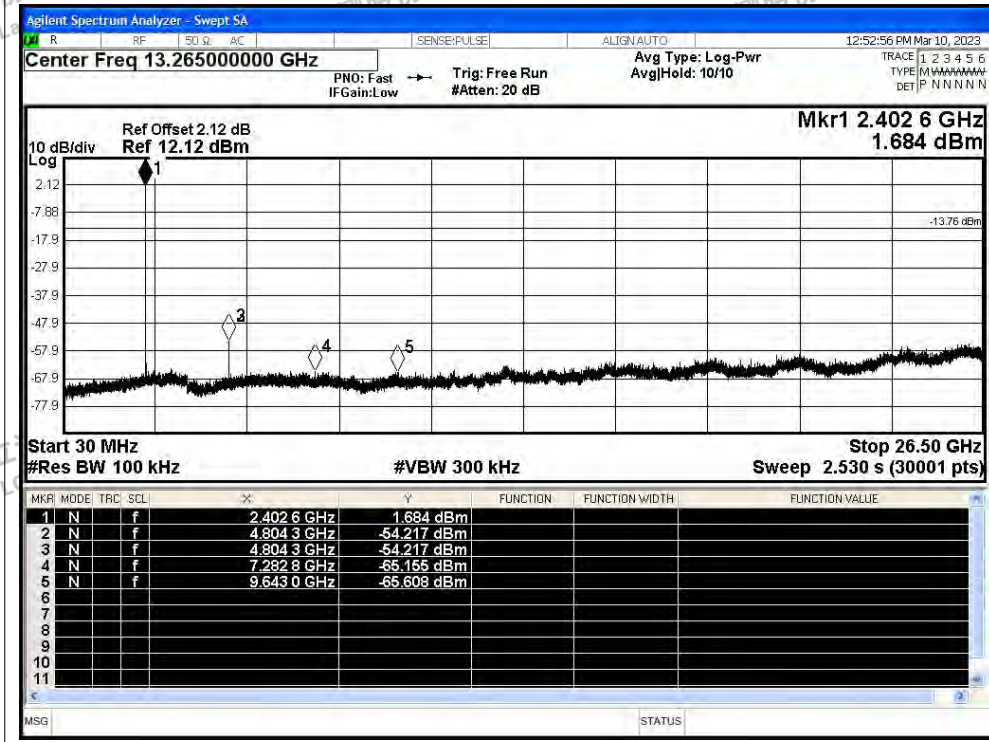 Agilent Spectrum Analyzer - Swept SA
R RF 50 Ω AC SENSE:PULSE ALIGN AUTO 12:52:56 PM Mar 10, 2023
Center Freq 13.265000000 GHz
PNO: Fast Trig: Free Run
IFGain:Low #Atten: 20 dB
Avg Type: Log-Pwr
Avg|Hold: 10/10
TRACE 1 2 3 4 5 6
TYPE M
DET P N N N N N
Mkr1 2.402 6 GHz
1.684 dBm
Ref Offset 2.12 dB
10 dB/div Ref 12.12 dBm
Log
1
2.12
-7.88
-13.76 dBm
-17.9
-27.9
-37.9
-47.9
3
-57.9
4
5
-67.9
-77.9
Start 30 MHz Stop 26.50 GHz
#Res BW 100 kHz #VBW 300 kHz Sweep 2.530 s (30001 pts)
MKR MODE TRC SCL X Y FUNCTION FUNCTION WIDTH FUNCTION VALUE
1 N f 2.402 6 GHz 1.684 dBm
2 N f 4.804 3 GHz -54.217 dBm
3 N f 4.804 3 GHz -54.217 dBm
4 N f 7.282 8 GHz -65.155 dBm
5 N f 9.643 0 GHz -65.608 dBm
6
7
8
9
10
11
MSG STATUS